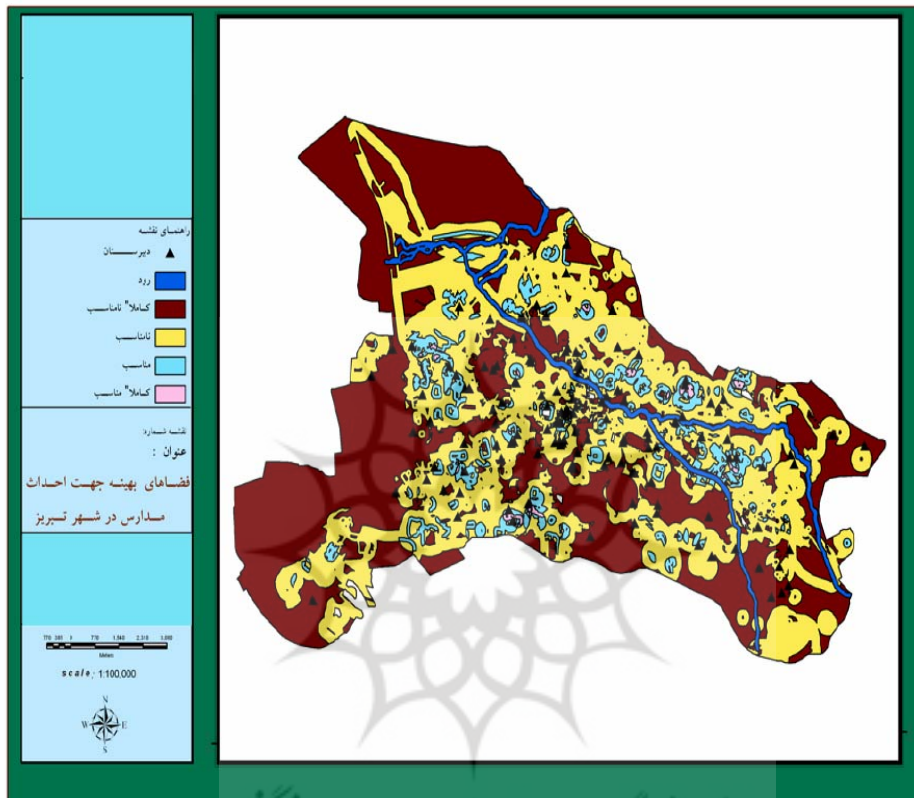 راهنمای نقشه
دبیرستان
رود
کاملا" نامناسب
نامناسب
مناسب
کاملا" مناسب
نقشه شماره:
عنوان :
فضاهای بهینه جهت احداث
مدارس در شهر تبریز
Meters
scale: 1:100,000
N
W E
S